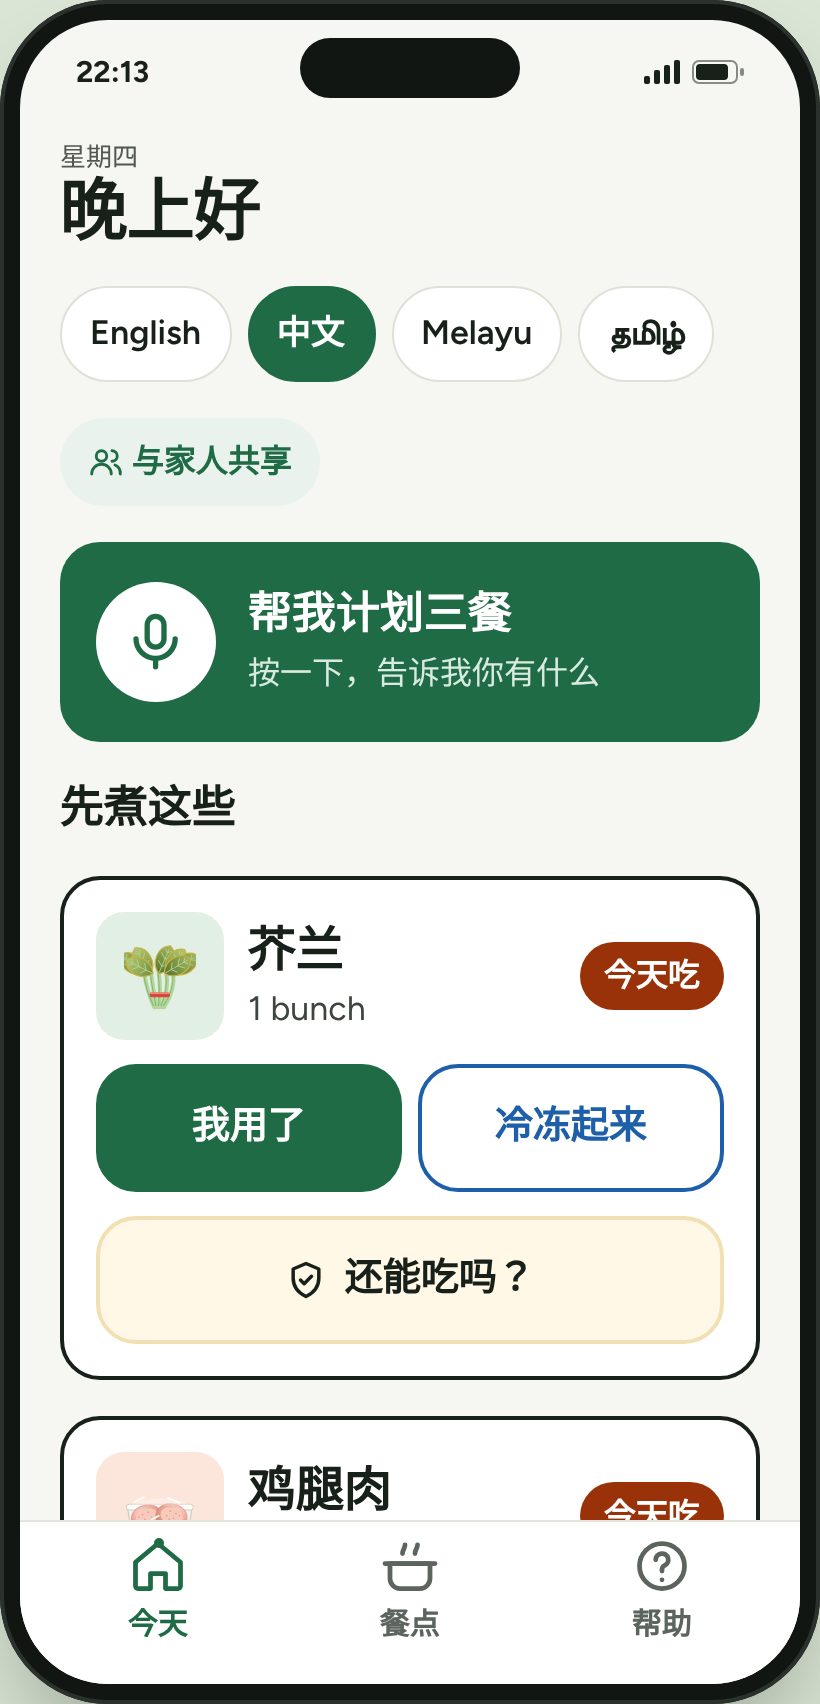 22:13
星期四
晚上好
English 中文 Melayu தமிழ்
与家人共享
帮我计划三餐
按一下，告诉我你有什么
先煮这些
芥兰
1 bunch
今天吃
我用了 冷冻起来
还能吃吗？
鸡腿肉
今天吃
今天 餐点 帮助